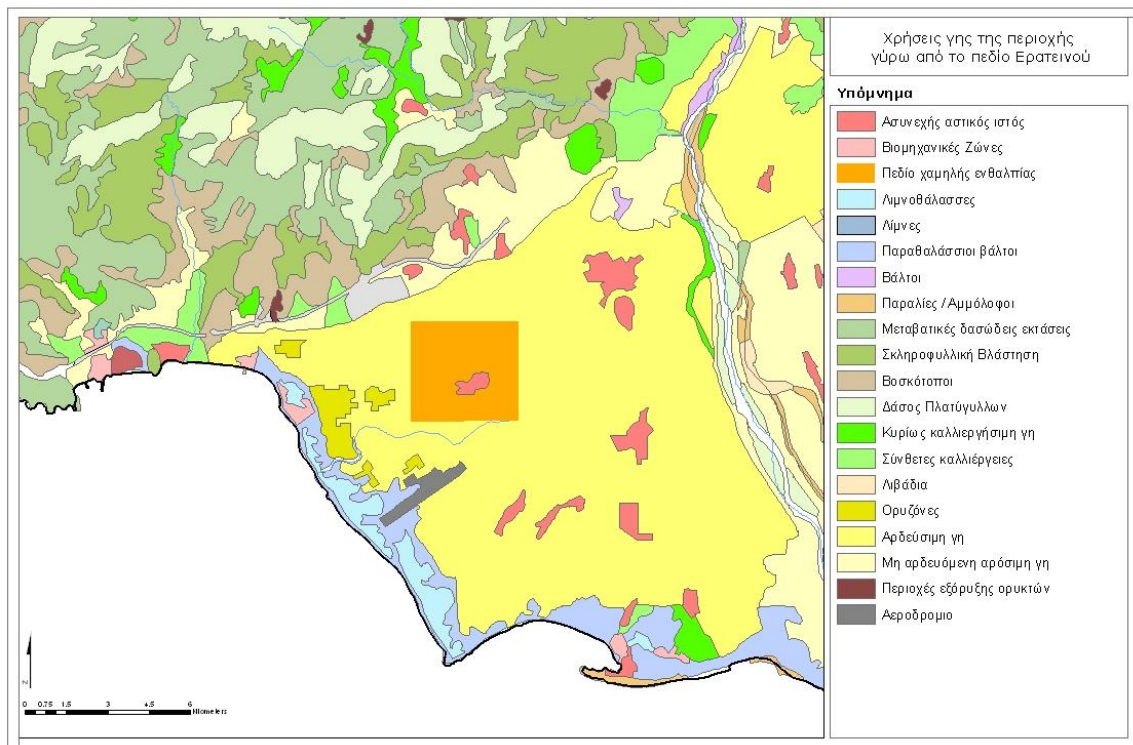 Χρήσεις γης της περιοχής
γύρω από το πεδίο Ερατεινού
Υπόμνημα
Ασυνεχής αστικός ιστός
Βιομηχανικές Ζώνες
Πεδίο χαμηλής ενθαλπίας
Λιμνοθάλασσες
Λίμνες
Παραθαλάσσιοι βάλτοι
Βάλτοι
Παραλίες /Αμμόλοφοι
Μεταβατικές δασώδεις εκτάσεις
Σκληροφυλλική Βλάστηση
Βοσκότοποι
Δάσος Πλατύφυλλων
Κυρίως καλλιεργήσιμη γη
Σύνθετες καλλιέργειες
Λιβάδια
Ορυζόνες
Αρδεύσιμη γη
Μη αρδευόμενη αρόσιμη γη
Περιοχές εξόρυξης ορυκτών
Αεροδρομιο
Z
0 0.75 1.5 3 4.5 6
Kilometers